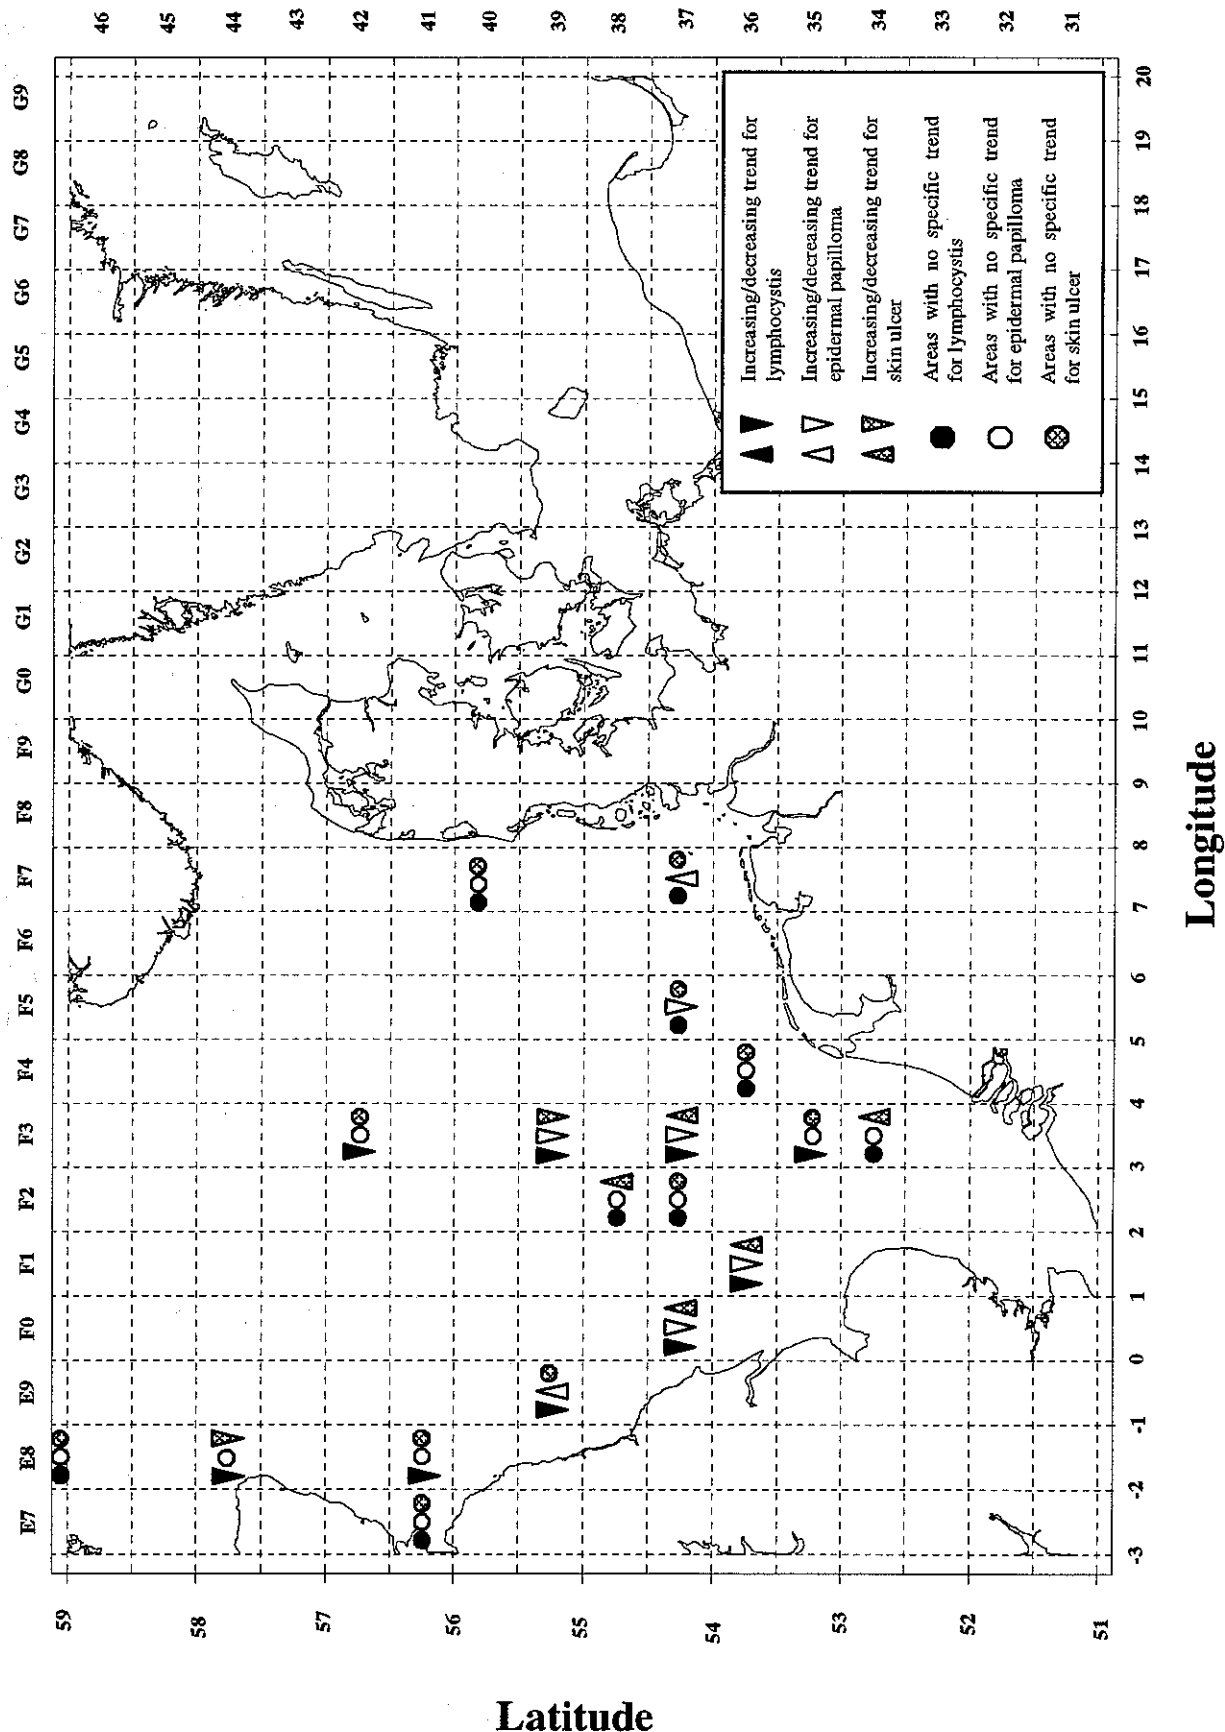 46
45
44
43
42
41
40
39
38
37
36
35
34
33
32
31
E7
E8
E9
F0
F1
F2
F3
F4
F5
F6
F7
F8
F9
G0
G1
G2
G3
G4
G5
G6
G7
G8
G9
Increasing/decreasing trend for
lymphocystis
Increasing/decreasing trend for
epidermal papilloma
Increasing/decreasing trend for
skin ulcer
Areas with no specific trend
for lymphocystis
Areas with no specific trend
for epidermal papilloma
Areas with no specific trend
for skin ulcer
-3
-2
-1
0
1
2
3
4
5
6
7
8
9
10
11
12
13
14
15
16
17
18
19
20
59
58
57
56
55
54
53
52
51
Longitude
Latitude